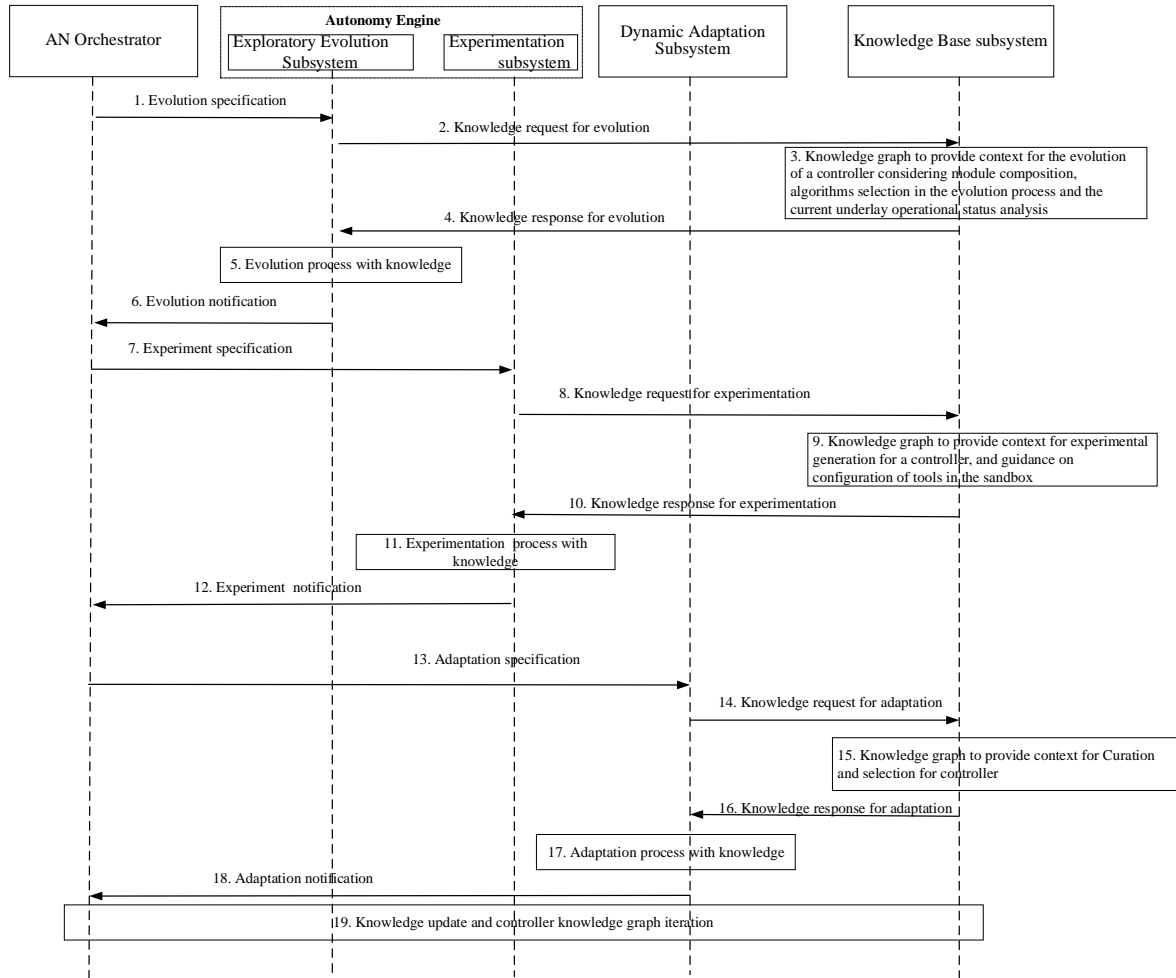 AN Orchestrator
Autonomy Engine
Exploratory Evolution
Subsystem
Experimentation
subsystem
Dynamic Adaptation
Subsystem
Knowledge Base subsystem
1. Evolution specification
2. Knowledge request for evolution
3. Knowledge graph to provide context for the evolution
of a controller considering module composition,
algorithms selection in the evolution process and the
current underlay operational status analysis
4. Knowledge response for evolution
5. Evolution process with knowledge
6. Evolution notification
7. Experiment specification
8. Knowledge request for experimentation
9. Knowledge graph to provide context for experimental
generation for a controller, and guidance on
configuration of tools in the sandbox
10. Knowledge response for experimentation
11. Experimentation process with
knowledge
12. Experiment notification
13. Adaptation specification
14. Knowledge request for adaptation
15. Knowledge graph to provide context for Curation
and selection for controller
16. Knowledge response for adaptation
17. Adaptation process with knowledge
18. Adaptation notification
19. Knowledge update and controller knowledge graph iteration